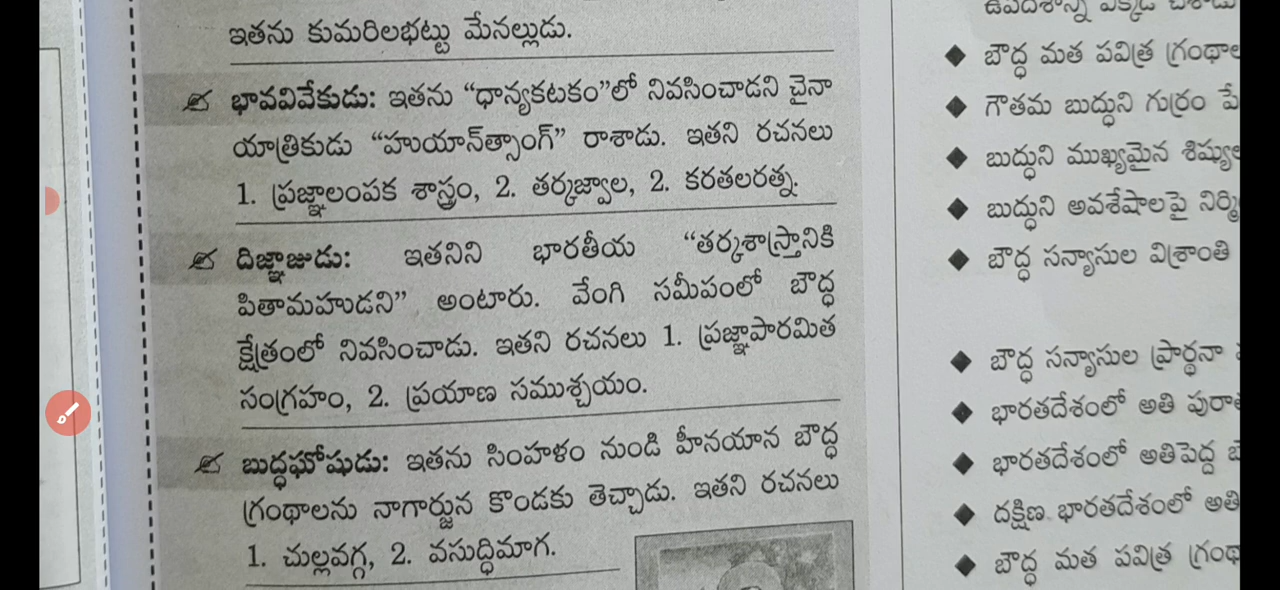 ఇతను కుమరిలభట్టు మేనల్లుడు.
భావవివేకుడు: ఇతను “ధాన్యకటకం”లో నివసించాడని చైనా
యాత్రికుడు “హుయాన్‌త్సాంగ్” రాశాడు. ఇతని రచనలు
1. ప్రజ్ఞాలంపక శాస్త్రం, 2. తర్కజ్వాల, 2. కరతలరత్న.
దిజ్ఞాజుడు: ఇతనిని భారతీయ “తర్కశాస్త్రానికి
పితామహుడని” అంటారు. వేంగి సమీపంలో బౌద్ధ
క్షేత్రంలో నివసించాడు. ఇతని రచనలు 1. ప్రజ్ఞాపారమిత
సంగ్రహం, 2. ప్రయాణ సముశ్చయం.
బుద్ధఘోషుడు: ఇతను సింహళం నుండి హీనయాన బౌద్ధ
గ్రంథాలను నాగార్జున కొండకు తెచ్చాడు. ఇతని రచనలు
1. చుల్లవగ్గ, 2. వసుద్ధిమాగ.
◆ బౌద్ధ మత పవిత్ర
◆ గౌతమ బుద్ధుని గుర్రం
◆ బుద్ధుని ముఖ్యమైన
◆ బుద్ధుని అవశేషాలపై
◆ బౌద్ధ సన్యాసుల విశ్రాంతి
◆ బౌద్ధ సన్యాసుల ప్రార్థనా
◆ భారతదేశంలో అతి
◆ భారతదేశంలో అతిపెద్ద
◆ దక్షిణ భారతదేశంలో
◆ బౌద్ధ మత పవిత్ర